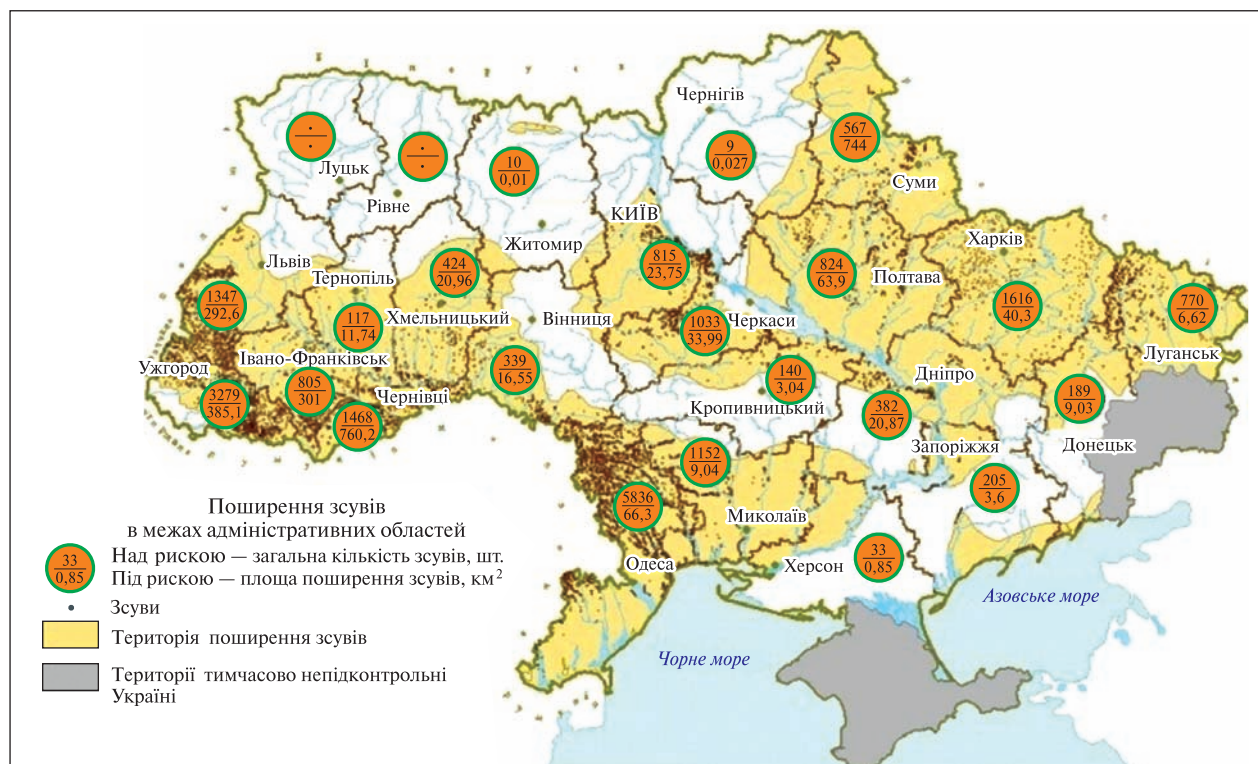 Чернігів
567
744
9
0,027
Луцьк
10
0,01
Суми
Рівне
КИЇВ
Житомир
Харків
Львів
Тернопіль
424
20,96
815
23,75
824
63,9
Полтава
1347
292,6
117
11,74
Хмельницький
Вінниця
1033
33,99
Черкаси
1616
40,3
770
6,62
Луганськ
Ужгород
Івано-Франківськ
339
16,55
140
3,04
Дніпро
3279
385,1
805
301
Чернівці
1468
760,2
Кропивницький
382
20,87
189
9,03
Запоріжжя
Донецьк
1152
9,04
205
3,6
5836
66,3
Миколаїв
Одеса
Херсон
33
0,85
Азовське море
Чорне море
Поширення зсувів
в межах адміністративних областей
33
0,85
Над рискою — загальна кількість зсувів, шт.
Під рискою — площа поширення зсувів, км²
Зсуви
Територія поширення зсувів
Території тимчасово непідконтрольні
Україні